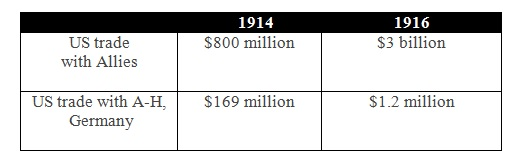 1914 1916
US trade $800 million $3 billion
with Allies
US trade with A-H, $169 million $1.2 million
Germany